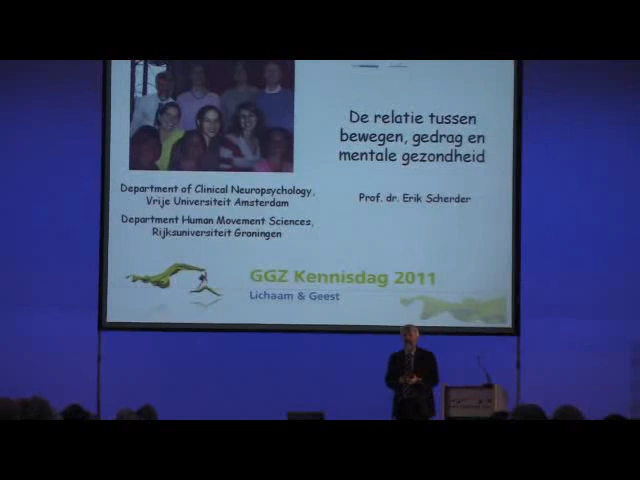 De relatie tussen
bewegen, gedrag en
mentale gezondheid
Prof. dr. Erik Scherder
Department of Clinical Neuropsychology,
Vrije Universiteit Amsterdam
Department Human Movement Sciences,
Rijksuniversiteit Groningen
GGZ Kennisdag 2011
Lichaam & Geest